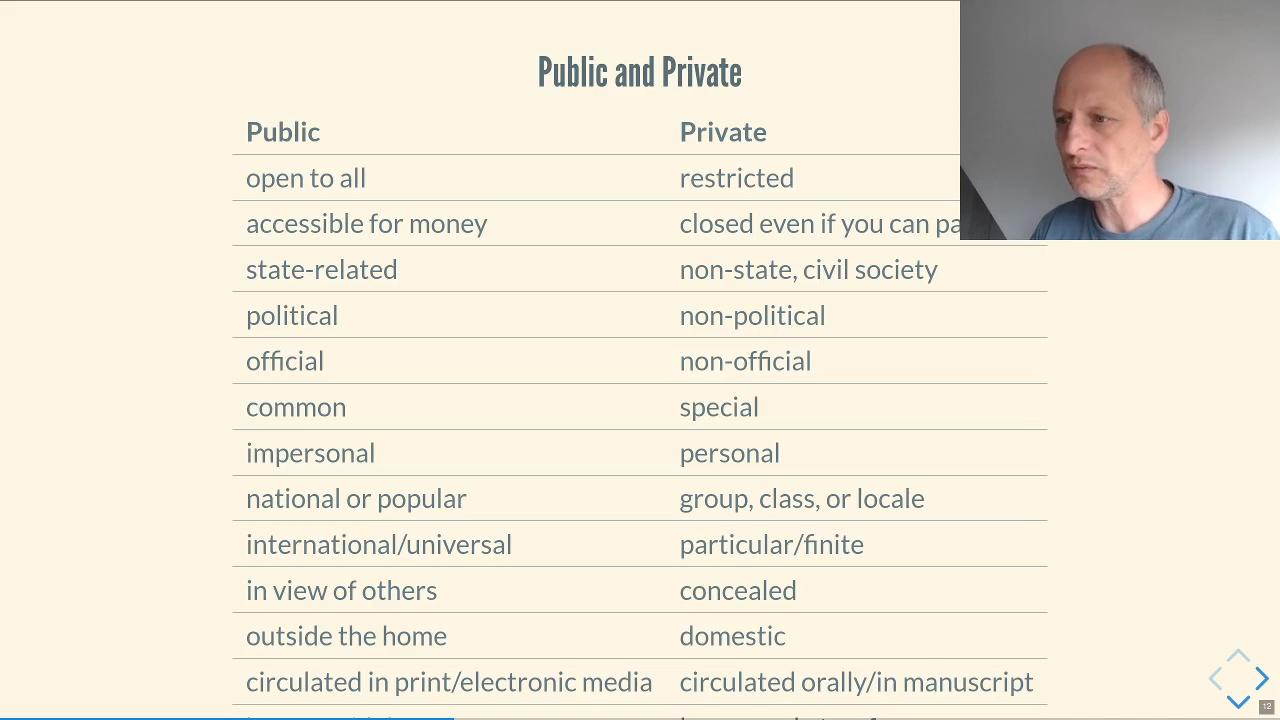 Public and Private
Public Private
open to all restricted
accessible for money closed even if you can
state-related non-state, civil society
political non-political
official non-official
common special
impersonal personal
national or popular group, class, or locale
international/universal particular/finite
in view of others concealed
outside the home domestic
circulated in print/electronic media circulated orally/in manuscript
12